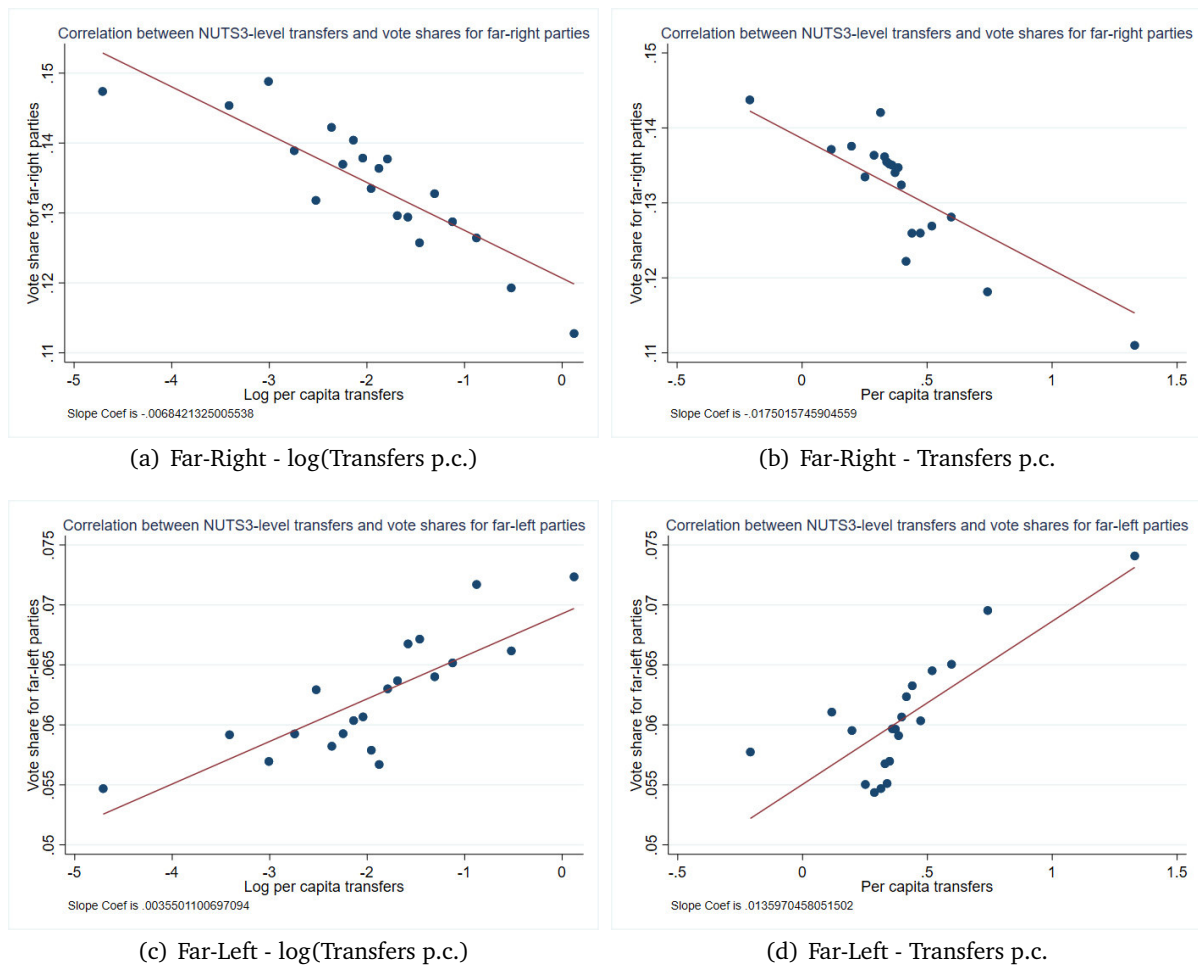 Correlation between NUTS3-level transfers and vote shares for far-right parties
Vote share for far-right parties
.15
.14
.13
.12
.11
-5
-4
-3
-2
-1
0
Log per capita transfers
Slope Coef is -.0068421325005538
(a) Far-Right - log(Transfers p.c.)
Correlation between NUTS3-level transfers and vote shares for far-right parties
Vote share for far-right parties
.15
.14
.13
.12
.11
-.5
0
.5
1
1.5
Per capita transfers
Slope Coef is -.0175015745904559
(b) Far-Right - Transfers p.c.
Correlation between NUTS3-level transfers and vote shares for far-left parties
Vote share for far-left parties
.075
.07
.065
.06
.055
.05
-5
-4
-3
-2
-1
0
Log per capita transfers
Slope Coef is .0035501100697094
(c) Far-Left - log(Transfers p.c.)
Correlation between NUTS3-level transfers and vote shares for far-left parties
Vote share for far-left parties
.075
.07
.065
.06
.055
.05
-.5
0
.5
1
1.5
Per capita transfers
Slope Coef is .0135970458051502
(d) Far-Left - Transfers p.c.